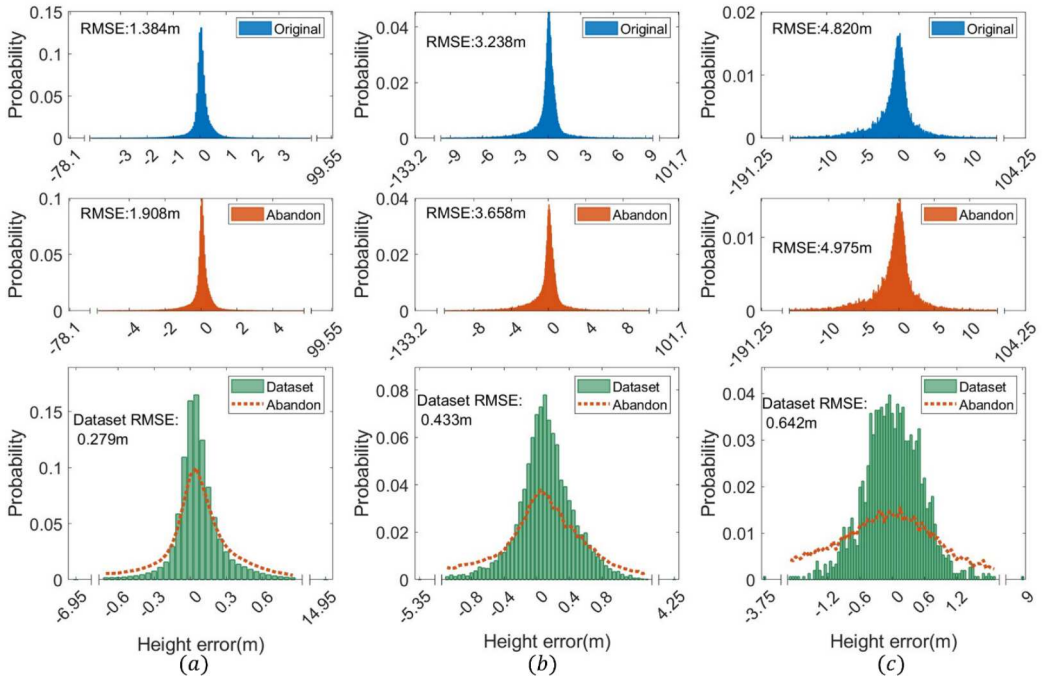 RMSE:1.384m
Original
Probability
0.15
0.1
0.05
0
-78.1
-3
-2
-1
0
1
2
3
99.55
RMSE:3.238m
Original
Probability
0.04
0.02
0
-133.2
-9
-6
-3
0
3
6
9
101.7
RMSE:4.820m
Original
Probability
0.02
0.01
0
-191.25
-10
-5
0
5
10
104.25
RMSE:1.908m
Abandon
Probability
0.1
0.05
0
-78.1
-4
-2
0
2
4
99.55
RMSE:3.658m
Abandon
Probability
0.04
0.02
0
-133.2
-8
-4
0
4
8
101.7
RMSE:4.975m
Abandon
Probability
0.01
0
-191.25
-10
-5
0
5
10
104.25
Dataset RMSE:
0.279m
Dataset
Abandon
Probability
0.15
0.1
0.05
0
-6.95
-0.6
-0.3
0
0.3
0.6
14.95
Height error(m)
(a)
Dataset RMSE:
0.433m
Dataset
Abandon
Probability
0.08
0.06
0.04
0.02
0
-5.35
-0.8
-0.4
0
0.4
0.8
4.25
Height error(m)
(b)
Dataset RMSE:
0.642m
Dataset
Abandon
Probability
0.04
0.03
0.02
0.01
0
-3.75
-1.2
-0.6
0
0.6
1.2
9
Height error(m)
(c)